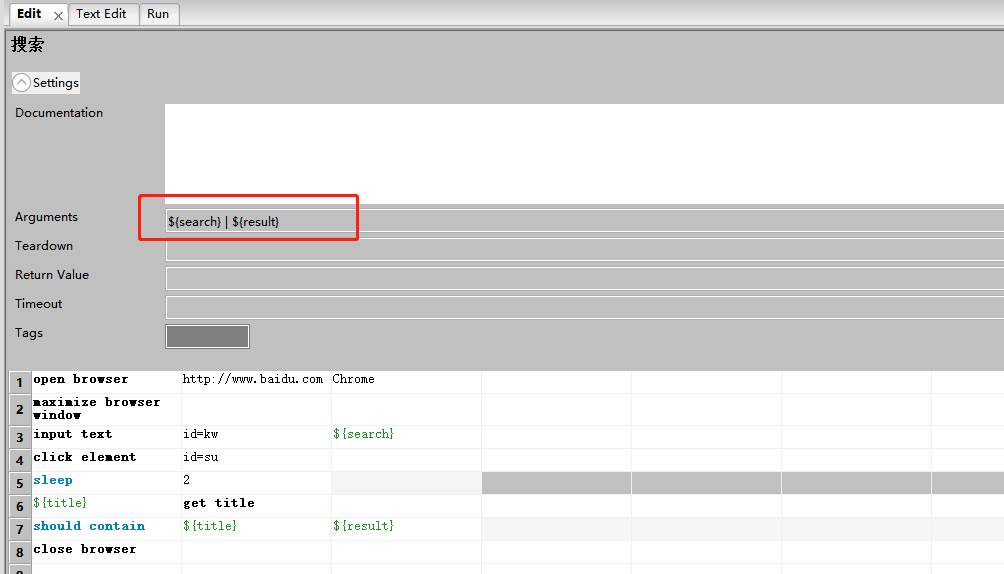 Edit Text Edit Run
搜索
Settings
Documentation
Arguments ${search} | ${result}
Teardown
Return Value
Timeout
Tags
1 open browser http://www.baidu.com Chrome
2 maximize browser
window
3 input text id=kw ${search}
4 click element id=su
5 sleep 2
6 ${title} get title
7 should contain ${title} ${result}
8 close browser